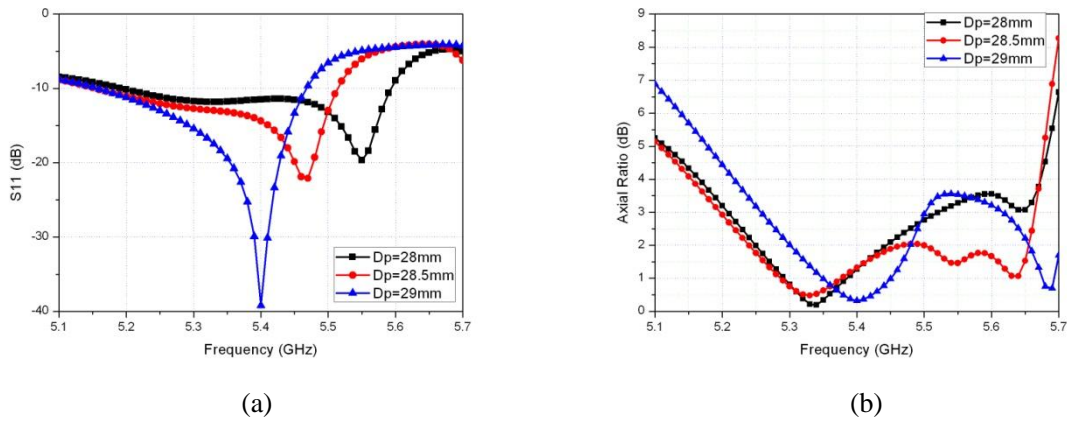 0
-10
-20
-30
-40
5.1 5.2 5.3 5.4 5.5 5.6 5.7
S11 (dB)
Frequency (GHz)
Dp=28mm
Dp=28.5mm
Dp=29mm
(a)
9
8
7
6
5
4
3
2
1
0
5.1 5.2 5.3 5.4 5.5 5.6 5.7
Axial Ratio (dB)
Frequency (GHz)
Dp=28mm
Dp=28.5mm
Dp=29mm
(b)